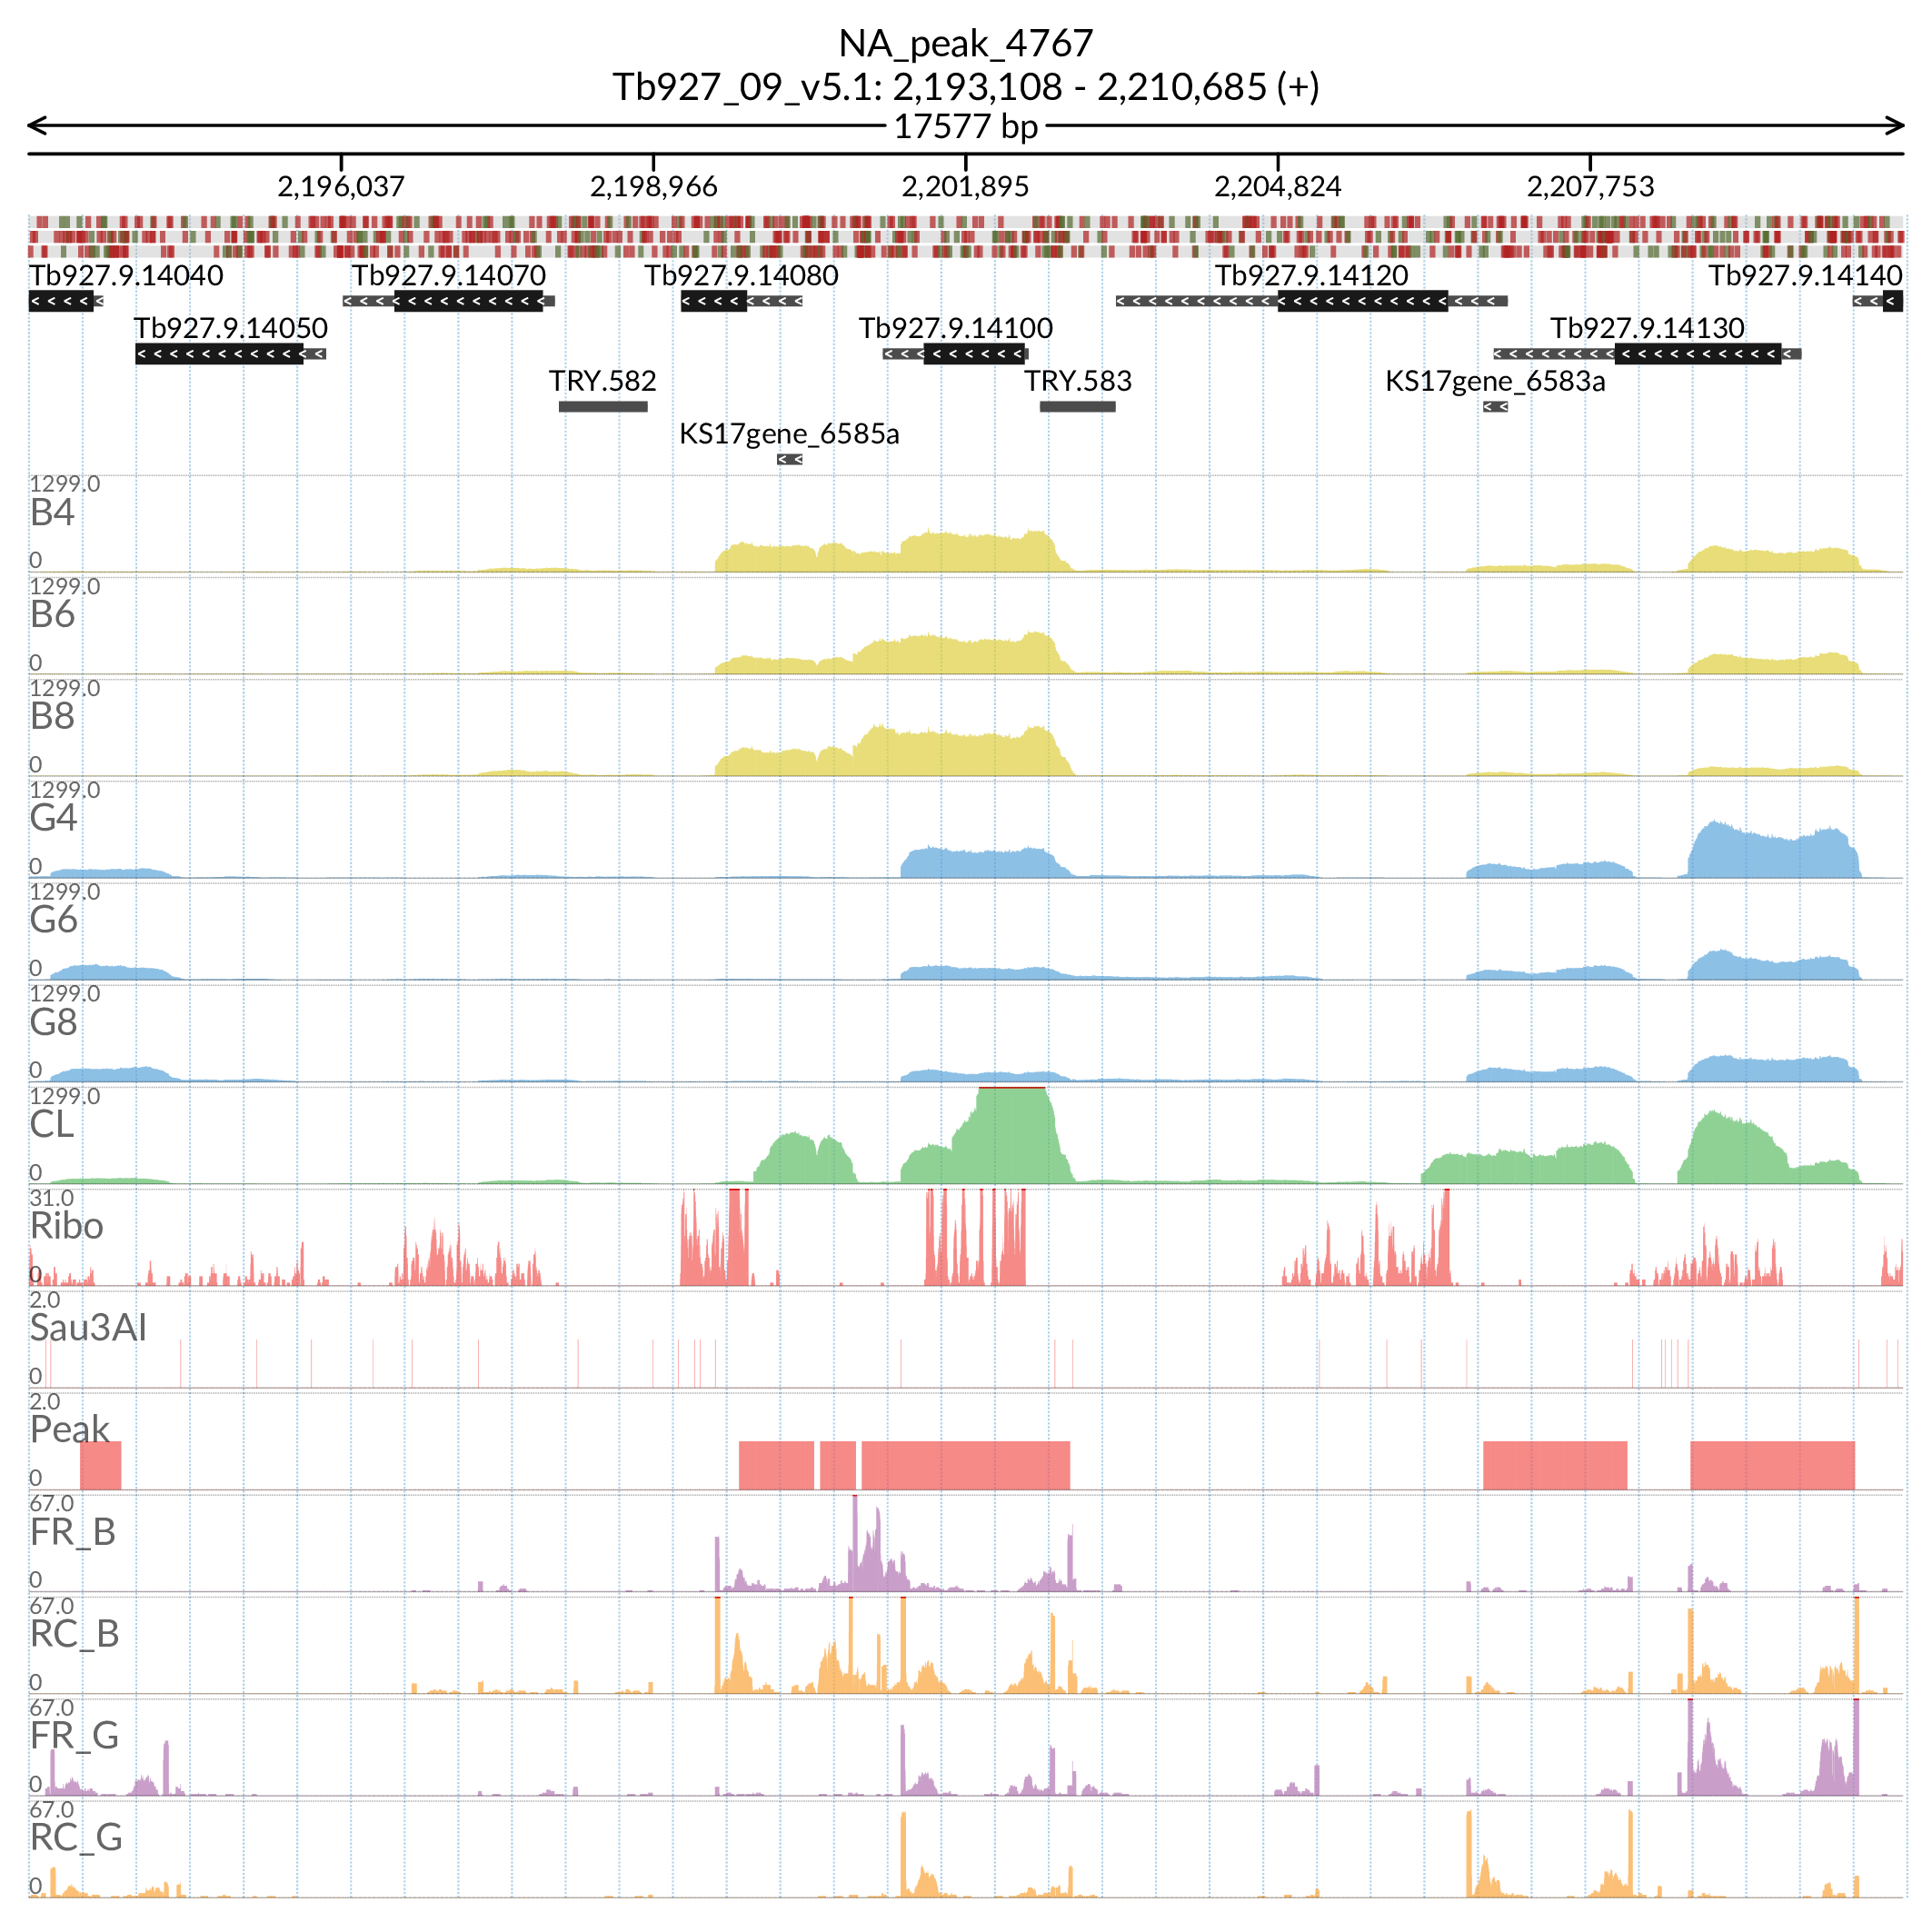 NA_peak_4767
Tb927_09_v5.1: 2,193,108 - 2,210,685 (+)
17577 bp
2,196,037 2,198,966 2,201,895 2,204,824 2,207,753
Tb927.9.14040 Tb927.9.14070 Tb927.9.14080 Tb927.9.14120 Tb927.9.14140
Tb927.9.14050 Tb927.9.14100 Tb927.9.14130
TRY.582 TRY.583 KS17gene_6583a
KS17gene_6585a
1299.0
B4
0
1299.0
B6
0
1299.0
B8
0
1299.0
G4
0
1299.0
G6
0
1299.0
G8
0
1299.0
CL
0
31.0
Ribo
0
2.0
Sau3AI
0
2.0
Peak
0
67.0
FR_B
0
67.0
RC_B
0
67.0
FR_G
0
67.0
RC_G
0